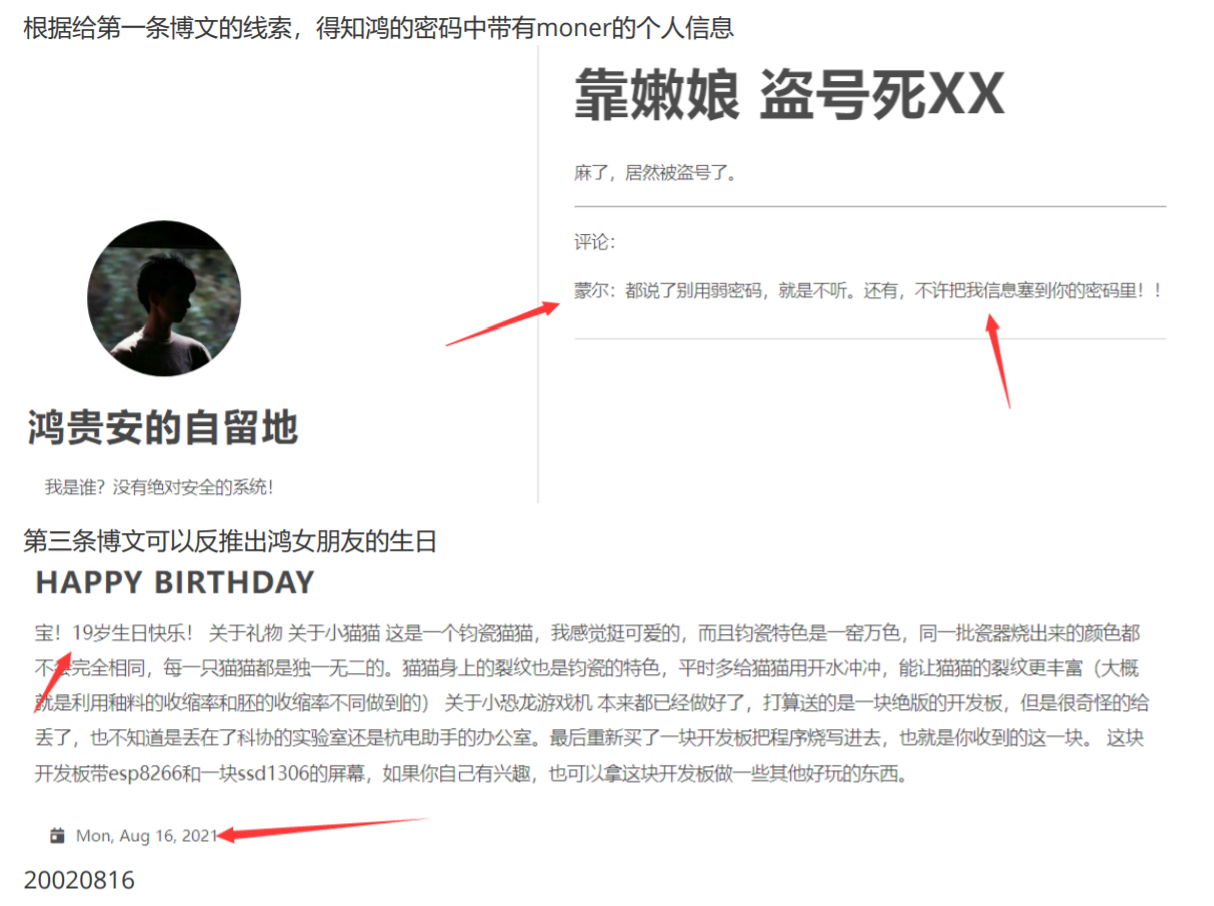 根据给第一条博文的线索，得知鸿的密码中带有moner的个人信息
靠嫩娘 盗号死XX
麻了，居然被盗号了。
评论：
蒙尔：都说了别用弱密码，就是不听。还有，不许把我信息塞到你的密码里！！
鸿贵安的自留地
我是谁？没有绝对安全的系统！
第三条博文可以反推出鸿女朋友的生日
HAPPY BIRTHDAY
宝！19岁生日快乐！ 关于礼物 关于小猫猫 这是一个钧瓷猫猫，我感觉挺可爱的，而且钧瓷特色是一窑万色，同一批瓷器烧出来的颜色都
不会完全相同，每一只猫猫都是独一无二的。猫猫身上的裂纹也是钧瓷的特色，平时多给猫猫用开水冲冲，能让猫猫的裂纹更丰富（大概
就是利用釉料的收缩率和胚的收缩率不同做到的） 关于小恐龙游戏机 本来都已经做好了，打算送的是一块绝版的开发板，但是很奇怪的给
丢了，也不知道是丢在了科协的实验室还是杭电助手的办公室。最后重新买了一块开发板把程序烧写进去，也就是你收到的这一块。 这块
开发板带esp8266和一块ssd1306的屏幕，如果你自己有兴趣，也可以拿这块开发板做一些其他好玩的东西。
Mon, Aug 16, 2021
20020816